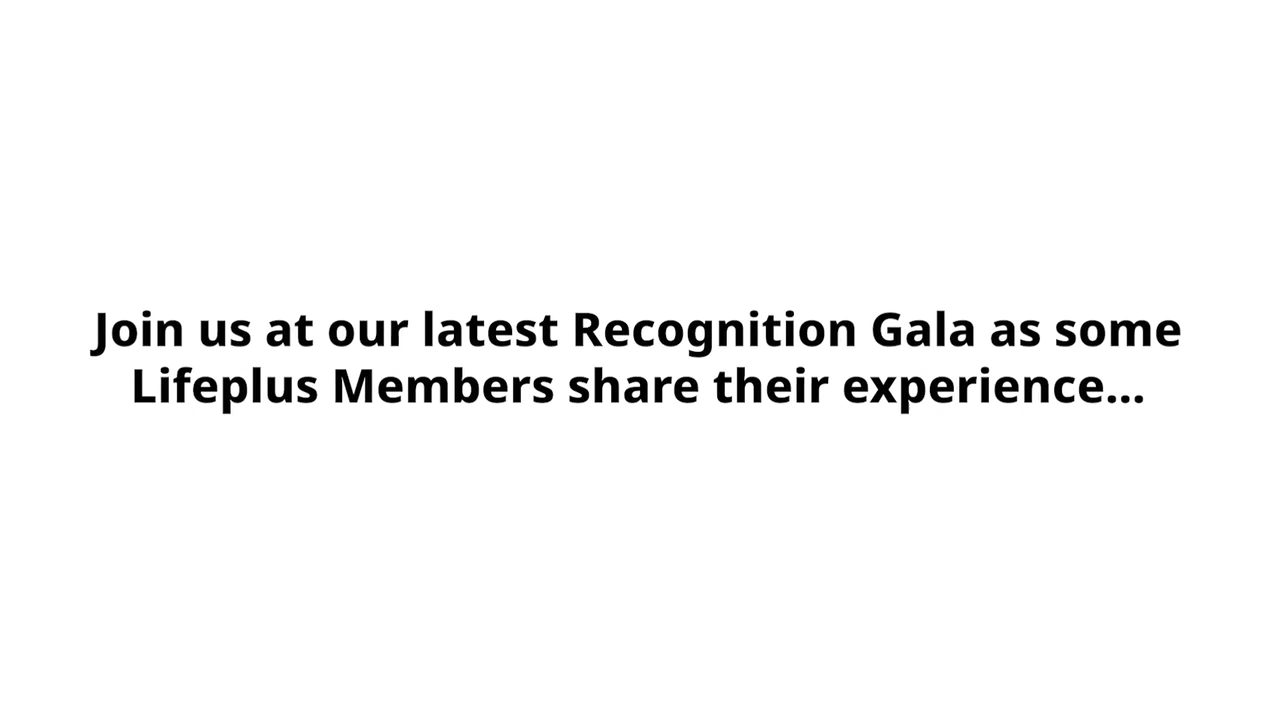 Join us at our latest Recognition Gala as some
Lifeplus Members share their experience...